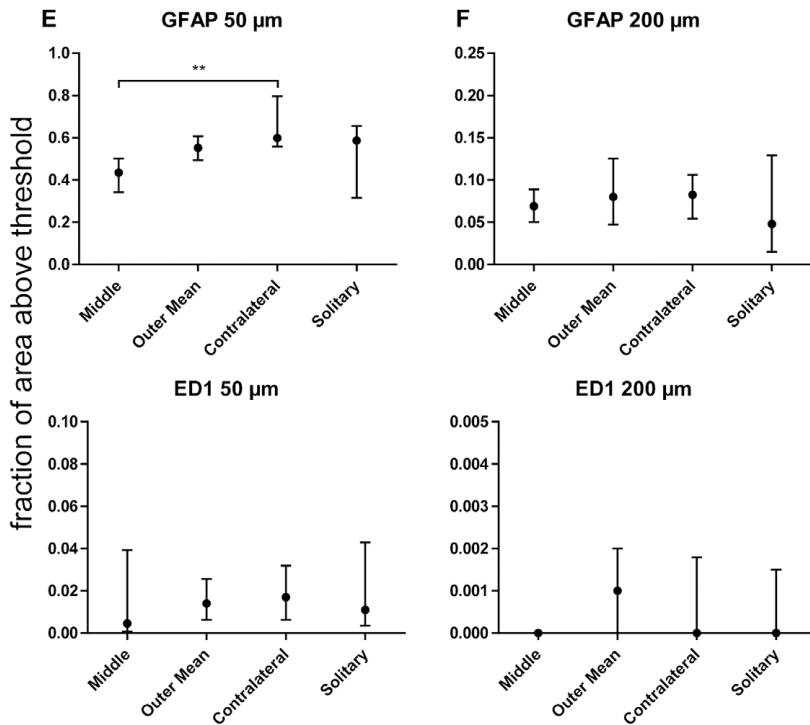 E
GFAP 50 µm
fraction of area above threshold
1.0
0.8
0.6
0.4
0.2
0.0
**
Middle
Outer Mean
Contralateral
Solitary
F
GFAP 200 µm
0.25
0.20
0.15
0.10
0.05
0.00
Middle
Outer Mean
Contralateral
Solitary
ED1 50 µm
0.10
0.08
0.06
0.04
0.02
0.00
Middle
Outer Mean
Contralateral
Solitary
ED1 200 µm
0.005
0.004
0.003
0.002
0.001
0.000
Middle
Outer Mean
Contralateral
Solitary